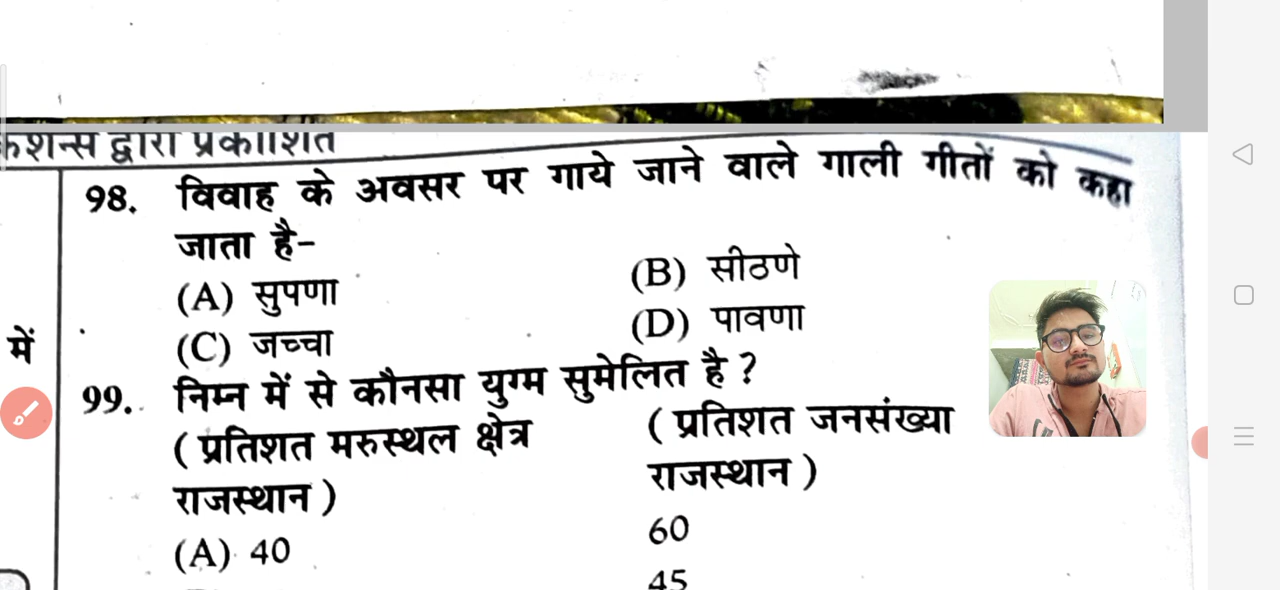 केशन्स द्वारा प्रकाशित
98. विवाह के अवसर पर गाये जाने वाले गाली गीतों को कहा
जाता है-
(A) सुपणा (B) सीठणे
(C) जच्चा (D) पावणा
में
99. निम्न में से कौनसा युग्म सुमेलित है ?
( प्रतिशत मरुस्थल क्षेत्र ( प्रतिशत जनसंख्या
राजस्थान ) राजस्थान )
(A) 40 60
45